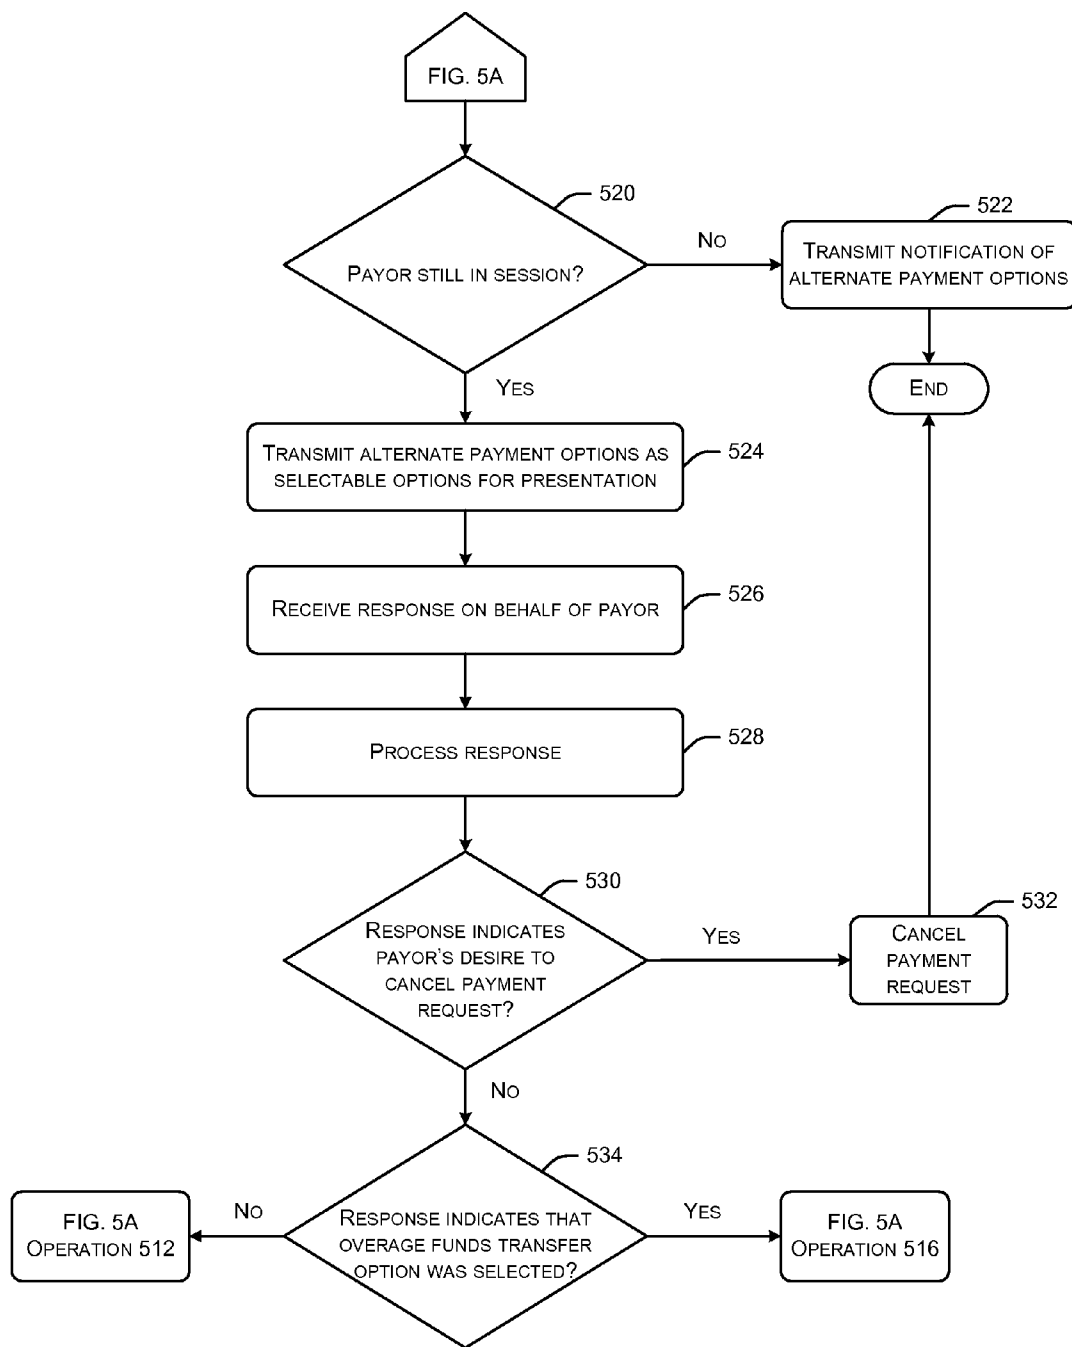 FIG. 5A
520
522
NO
TRANSMIT NOTIFICATION OF
ALTERNATE PAYMENT OPTIONS
PAYOR STILL IN SESSION?
END
YES
TRANSMIT ALTERNATE PAYMENT OPTIONS AS
SELECTABLE OPTIONS FOR PRESENTATION
524
RECEIVE RESPONSE ON BEHALF OF PAYOR
526
PROCESS RESPONSE
528
530
532
RESPONSE INDICATES
PAYOR'S DESIRE TO
CANCEL PAYMENT
REQUEST?
YES
CANCEL
PAYMENT
REQUEST
NO
534
FIG. 5A
OPERATION 512
NO
RESPONSE INDICATES THAT
OVERAGE FUNDS TRANSFER
OPTION WAS SELECTED?
YES
FIG. 5A
OPERATION 516